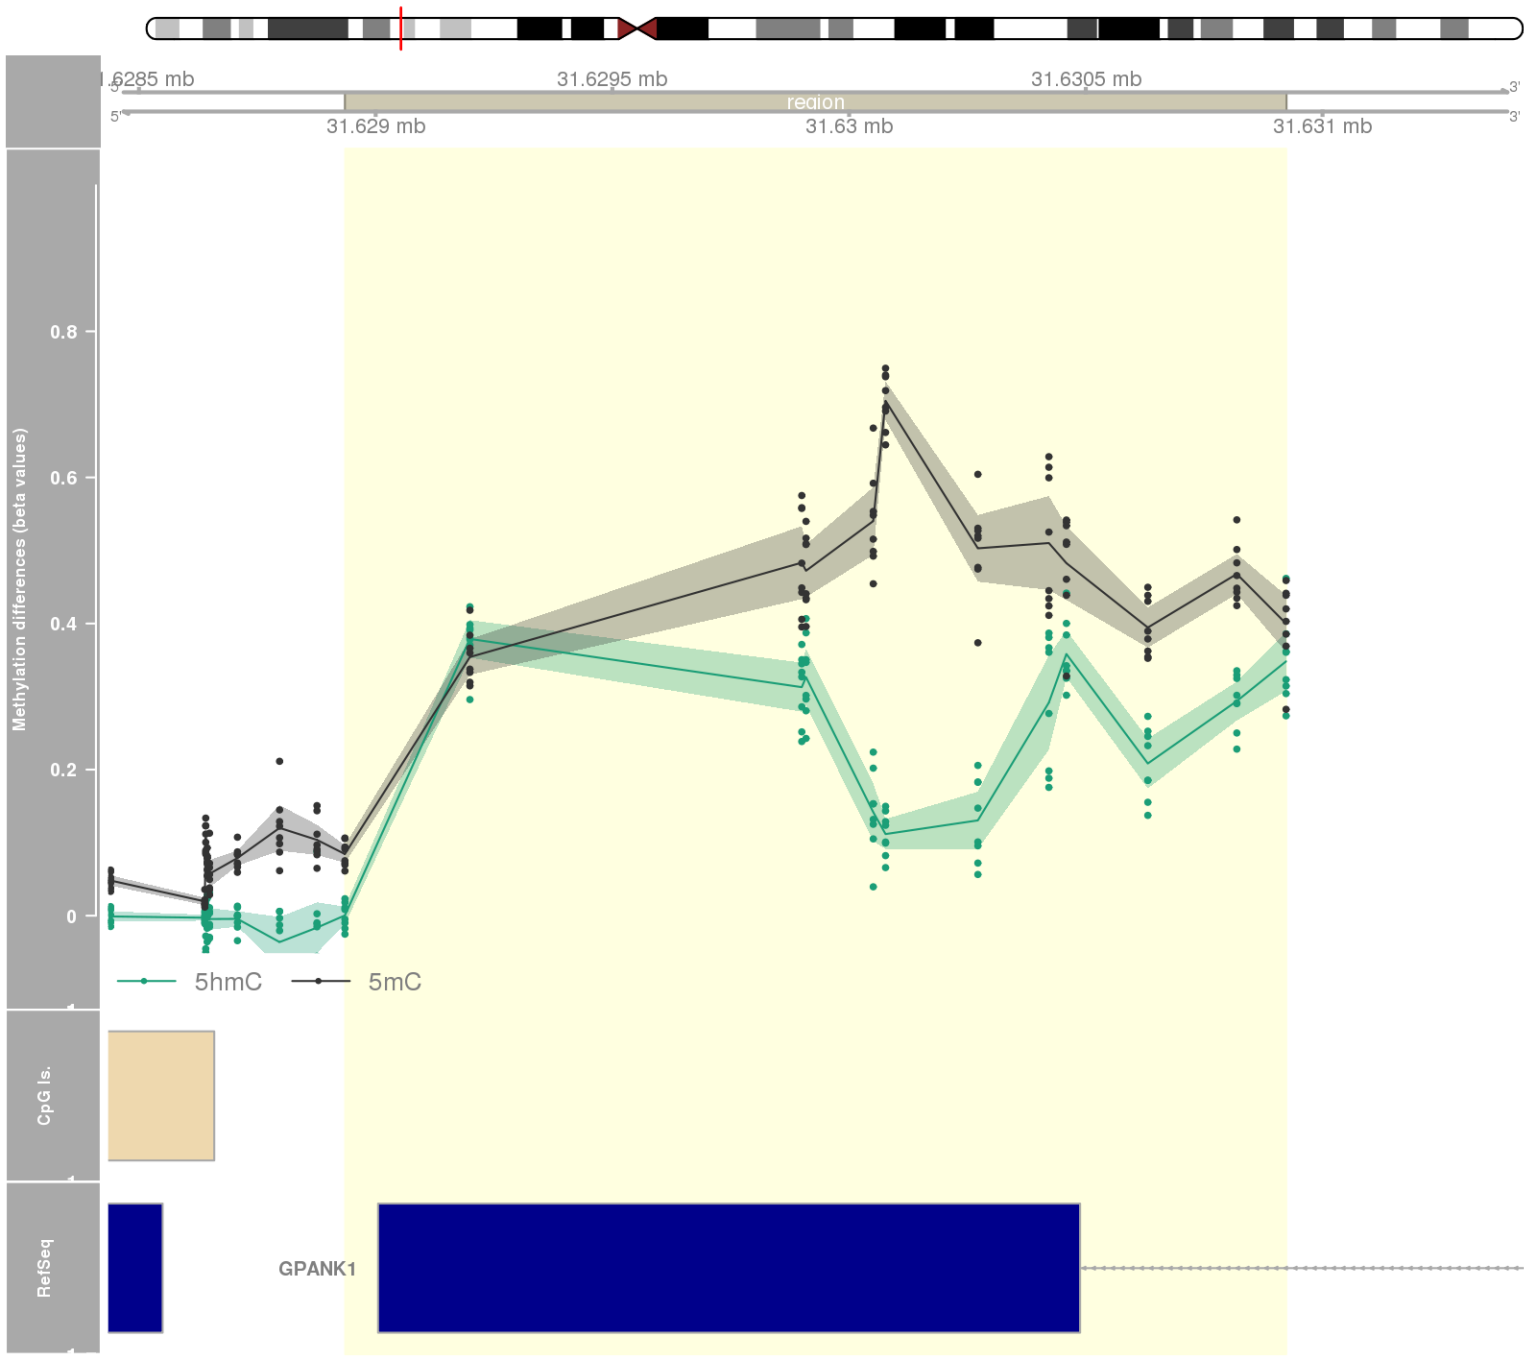 1.6285 mb 31.6295 mb 31.6305 mb
5' 3'
region
5' 3'
31.629 mb 31.63 mb 31.631 mb
Methylation differences (beta values)
0.8
0.6
0.4
0.2
0
5hmC 5mC
CpG Is.
RefSeq
GPANK1